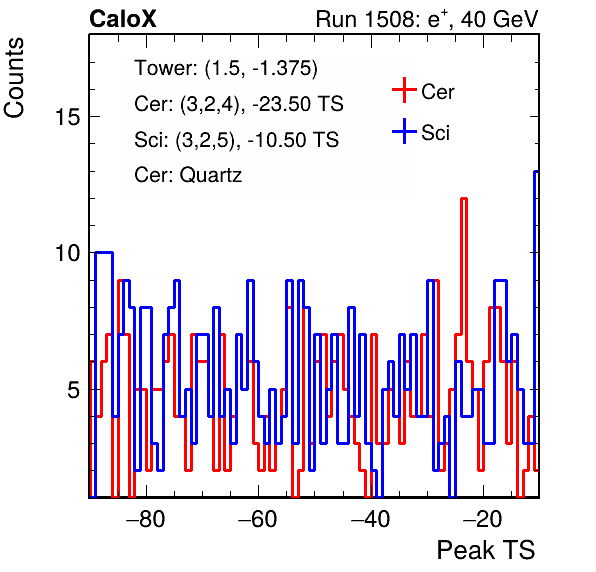 CaloX Run 1508: e⁺, 40 GeV
Counts
Tower: (1.5, -1.375)
Cer: (3,2,4), -23.50 TS
Sci: (3,2,5), -10.50 TS
Cer: Quartz
Cer
Sci
15
10
5
−80 −60 −40 −20
Peak TS